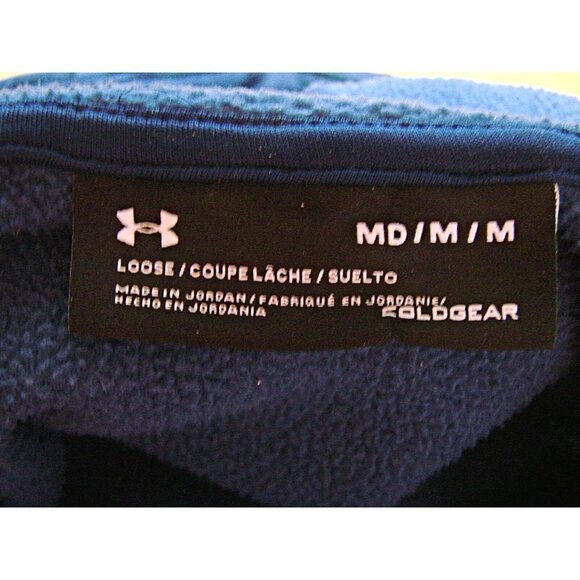 MD/M/M
LOOSE/COUPE LÂCHE/SUELTO
MADE IN JORDAN/FABRIQUÉ EN JORDANIE/
HECHO EN JORDANIA
COLDGEAR